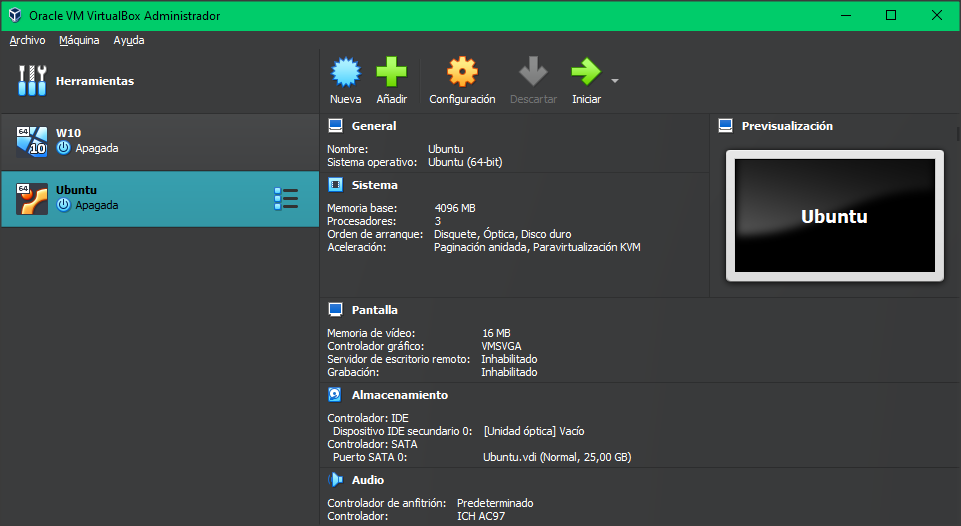 Oracle VM VirtualBox Administrador
Archivo Máquina Ayuda
Herramientas
Nueva Añadir Configuración Descartar Iniciar
64
10
W10
Apagada
64
Ubuntu
Apagada
General
Nombre: Ubuntu
Sistema operativo: Ubuntu (64-bit)
Sistema
Memoria base: 4096 MB
Procesadores: 3
Orden de arranque: Disquete, Óptica, Disco duro
Aceleración: Paginación anidada, Paravirtualización KVM
Previsualización
Ubuntu
Pantalla
Memoria de vídeo: 16 MB
Controlador gráfico: VMSVGA
Servidor de escritorio remoto: Inhabilitado
Grabación: Inhabilitado
Almacenamiento
Controlador: IDE
Dispositivo IDE secundario 0: [Unidad óptica] Vacío
Controlador: SATA
Puerto SATA 0: Ubuntu.vdi (Normal, 25,00 GB)
Audio
Controlador de anfitrión: Predeterminado
Controlador: ICH AC97